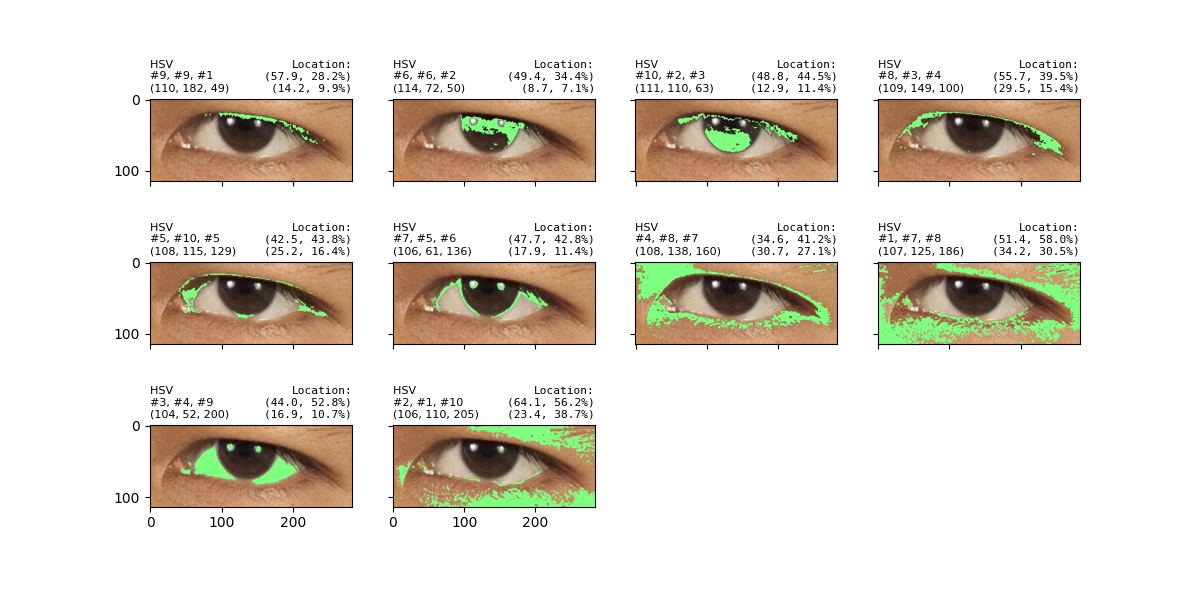 HSV Location:
#9, #9, #1 (57.9, 28.2%)
(110, 182, 49) (14.2, 9.9%)
HSV Location:
#6, #6, #2 (49.4, 34.4%)
(114, 72, 50) (8.7, 7.1%)
HSV Location:
#10, #2, #3 (48.8, 44.5%)
(111, 110, 63) (12.9, 11.4%)
HSV Location:
#8, #3, #4 (55.7, 39.5%)
(109, 149, 100) (29.5, 15.4%)
0
100
HSV Location:
#5, #10, #5 (42.5, 43.8%)
(108, 115, 129) (25.2, 16.4%)
HSV Location:
#7, #5, #6 (47.7, 42.8%)
(106, 61, 136) (17.9, 11.4%)
HSV Location:
#4, #8, #7 (34.6, 41.2%)
(108, 138, 160) (30.7, 27.1%)
HSV Location:
#1, #7, #8 (51.4, 58.0%)
(107, 125, 186) (34.2, 30.5%)
0
100
HSV Location:
#3, #4, #9 (44.0, 52.8%)
(104, 52, 200) (16.9, 10.7%)
HSV Location:
#2, #1, #10 (64.1, 56.2%)
(106, 110, 205) (23.4, 38.7%)
0
100
0 100 200
0 100 200